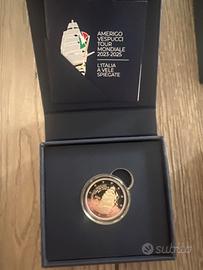 AMERIGO
VESPUCCI
TOUR
MONDIALE
2023-2025
L'ITALIA
A VELE
SPIEGATE
subito